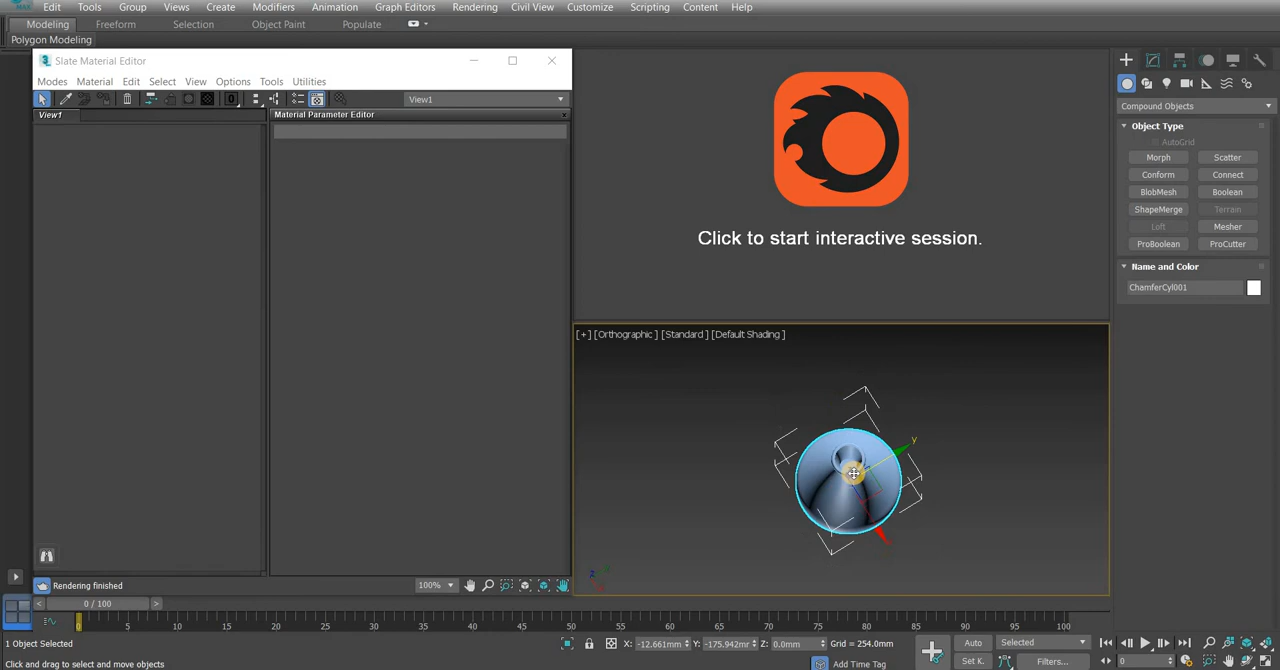 Edit Tools Group Views Create Modifiers Animation Graph Editors Rendering Civil View Customize Scripting Content Help
Modeling Freeform Selection Object Paint Populate
Polygon Modeling
Slate Material Editor
Modes Material Edit Select View Options Tools Utilities
View1
View1
Material Parameter Editor
Rendering finished
100%
Click to start interactive session.
[+] [Orthographic ] [Standard ] [Default Shading ]
y
Compound Objects
Object Type
AutoGrid
Morph Scatter
Conform Connect
BlobMesh Boolean
ShapeMerge Terrain
Loft Mesher
ProBoolean ProCutter
Name and Color
ChamferCyl001
< 0 / 100 >
0 5 10 15 20 25 30 35 40 45 50 55 60 65 70 75 80 85 90 95 100
1 Object Selected X: -12.661mm Y: -175.942mm Z: 0.0mm Grid = 254.0mm Auto Selected
Click and drag to select and move objects Add Time Tag Set K. Filters... 0